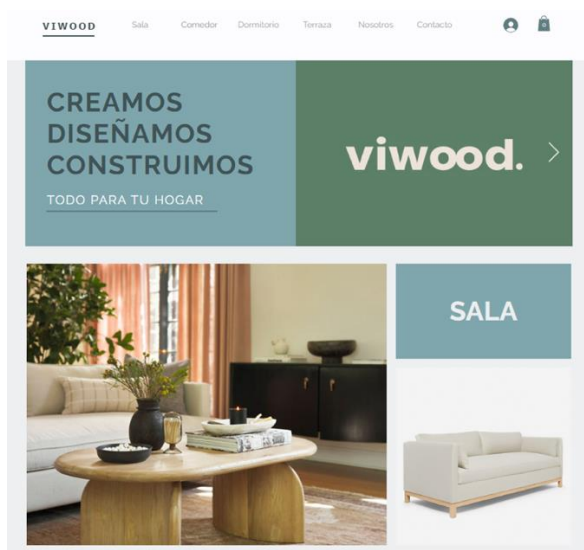 VIWOOD Sala Comedor Dormitorio Terraza Nosotros Contacto
CREAMOS
DISEÑAMOS
CONSTRUIMOS
TODO PARA TU HOGAR
viwood.
SALA